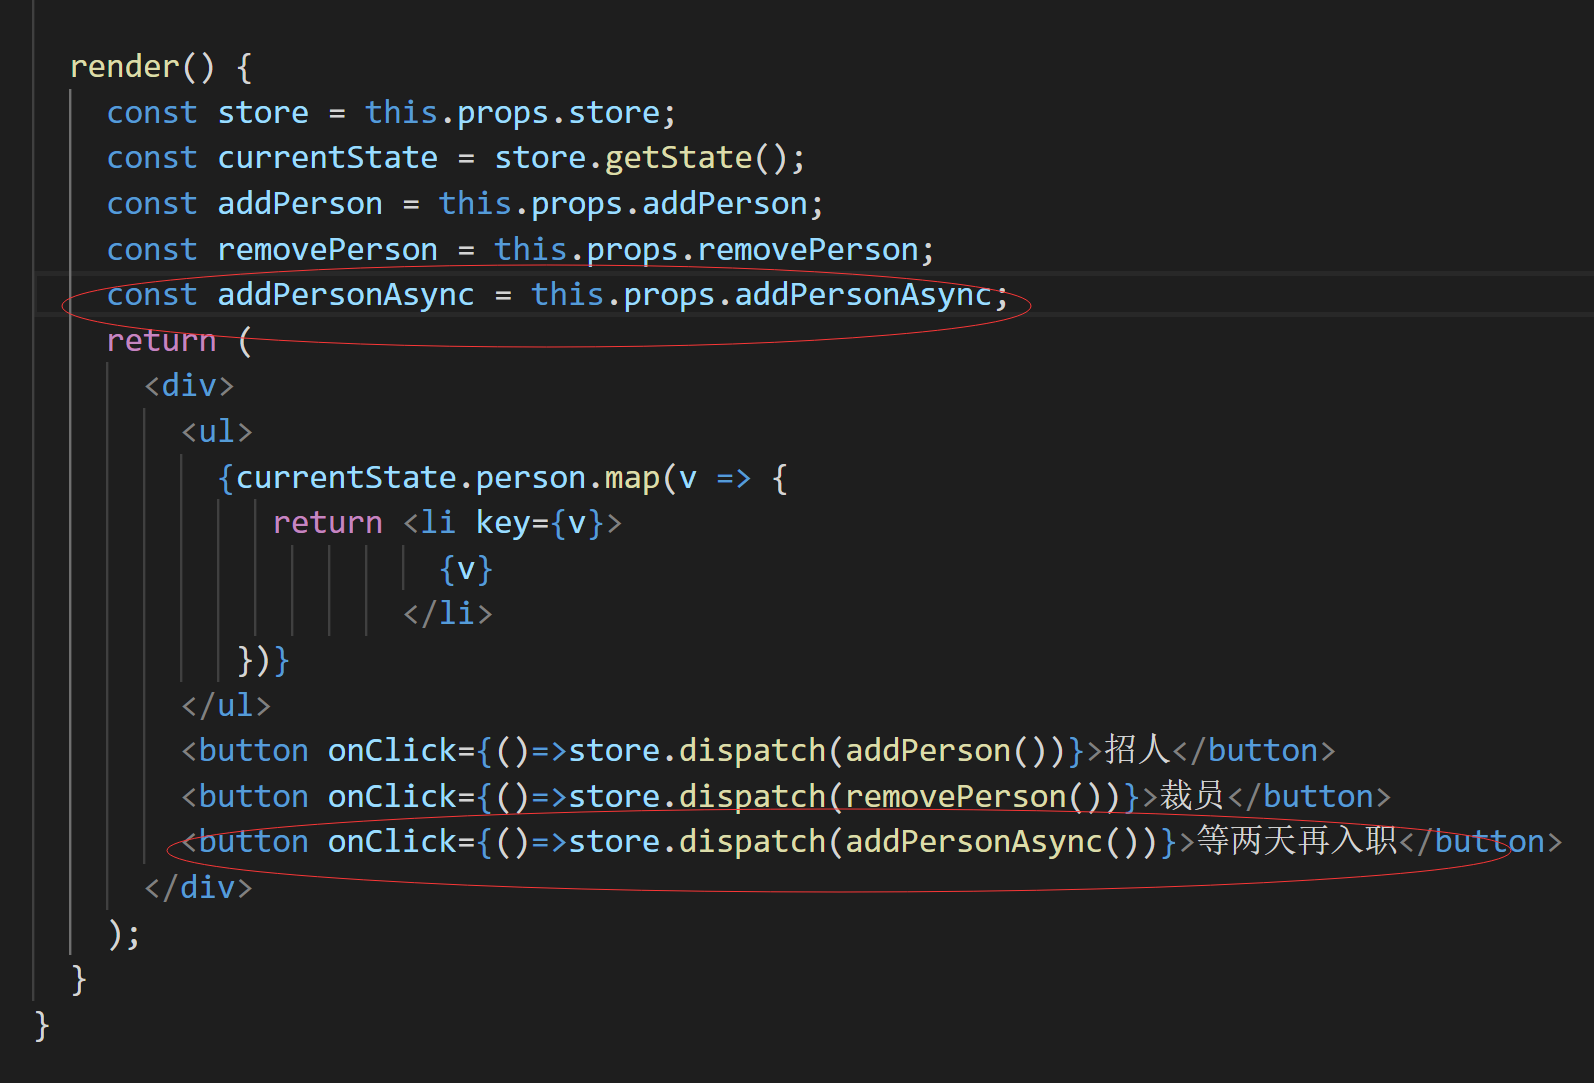 render() {
const store = this.props.store;
const currentState = store.getState();
const addPerson = this.props.addPerson;
const removePerson = this.props.removePerson;
const addPersonAsync = this.props.addPersonAsync;
return (
<div>
<ul>
{currentState.person.map(v => {
return <li key={v}>
{v}
</li>
})}
</ul>
<button onClick={()=>store.dispatch(addPerson())}>招人</button>
<button onClick={()=>store.dispatch(removePerson())}>裁员</button>
<button onClick={()=>store.dispatch(addPersonAsync())}>等两天再入职</button>
</div>
);
}
}